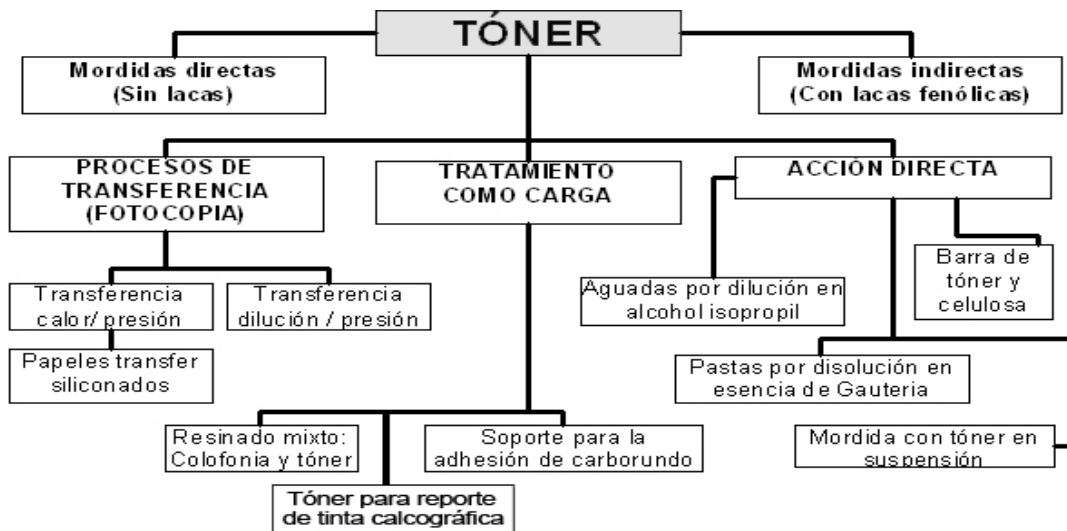 TÓNER
Mordidas directas
(Sin lacas)
Mordidas indirectas
(Con lacas fenólicas)
PROCESOS DE
TRANSFERENCIA
(FOTOCOPIA)
TRATAMIENTO
COMO CARGA
ACCIÓN DIRECTA
Transferencia
calor/ presión
Transferencia
dilución / presión
Papeles transfer
siliconados
Aguadas por dilución en
alcohol isopropil
Barra de
tóner y
celulosa
Pastas por disolución en
esencia de Gauteria
Resinado mixto:
Colofonia y tóner
Soporte para la
adhesión de carborundo
Mordida con tóner en
suspensión
Tóner para reporte
de tinta calcográfica